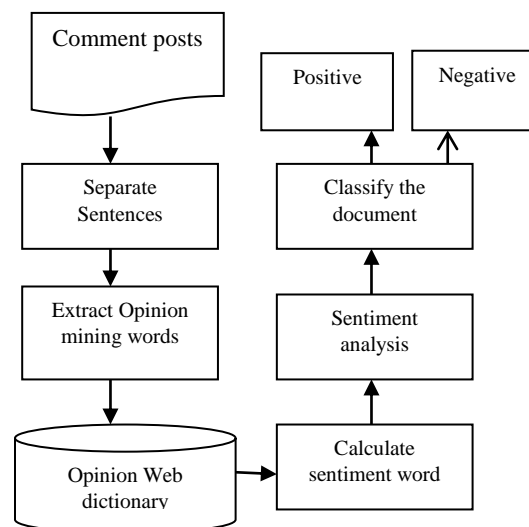 Comment posts
Separate
Sentences
Extract Opinion
mining words
Opinion Web
dictionary
Calculate
sentiment word
Sentiment
analysis
Classify the
document
Positive
Negative